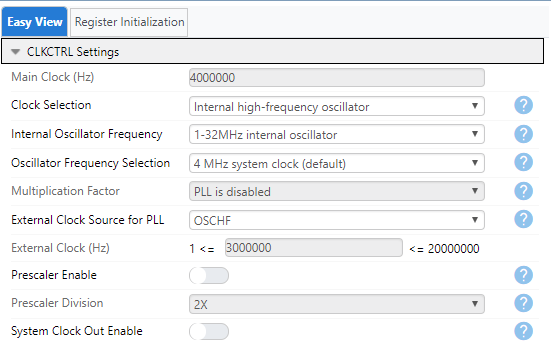 Easy View Register Initialization
CLKCTRL Settings
Main Clock (Hz) 4000000
Clock Selection Internal high-frequency oscillator ?
Internal Oscillator Frequency 1-32MHz internal oscillator ?
Oscillator Frequency Selection 4 MHz system clock (default) ?
Multiplication Factor PLL is disabled ?
External Clock Source for PLL OSCHF ?
External Clock (Hz) 1 <= 3000000 <= 20000000
Prescaler Enable ?
Prescaler Division 2X ?
System Clock Out Enable ?